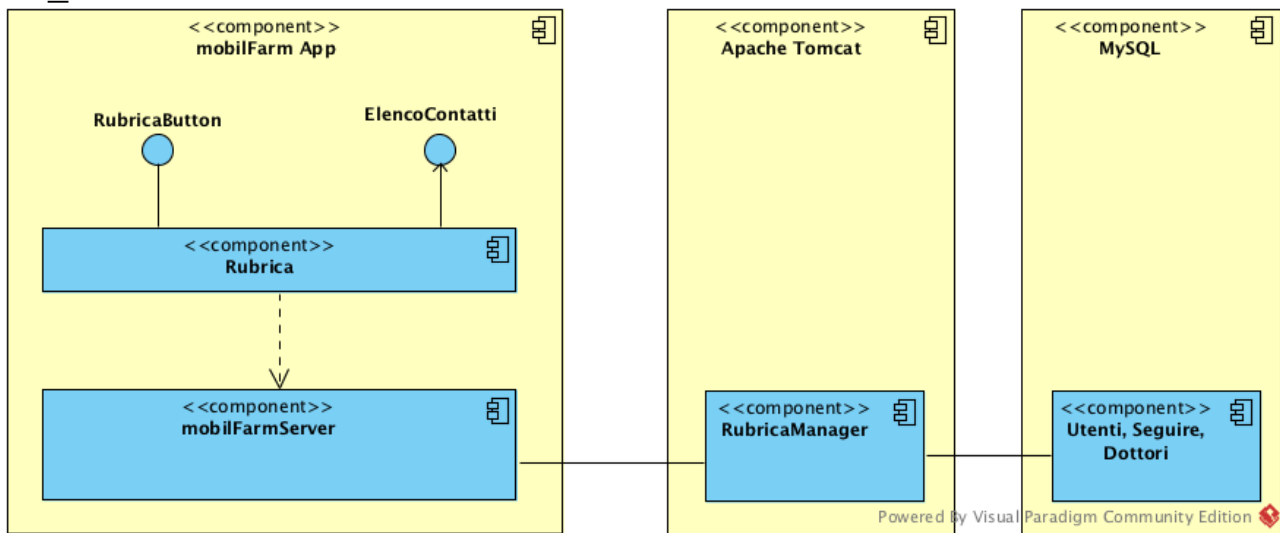 <<component>>
mobilFarm App
RubricaButton
ElencoContatti
<<component>>
Rubrica
<<component>>
mobilFarmServer
<<component>>
Apache Tomcat
<<component>>
RubricaManager
<<component>>
MySQL
<<component>>
Utenti, Seguire,
Dottori
Powered By Visual Paradigm Community Edition